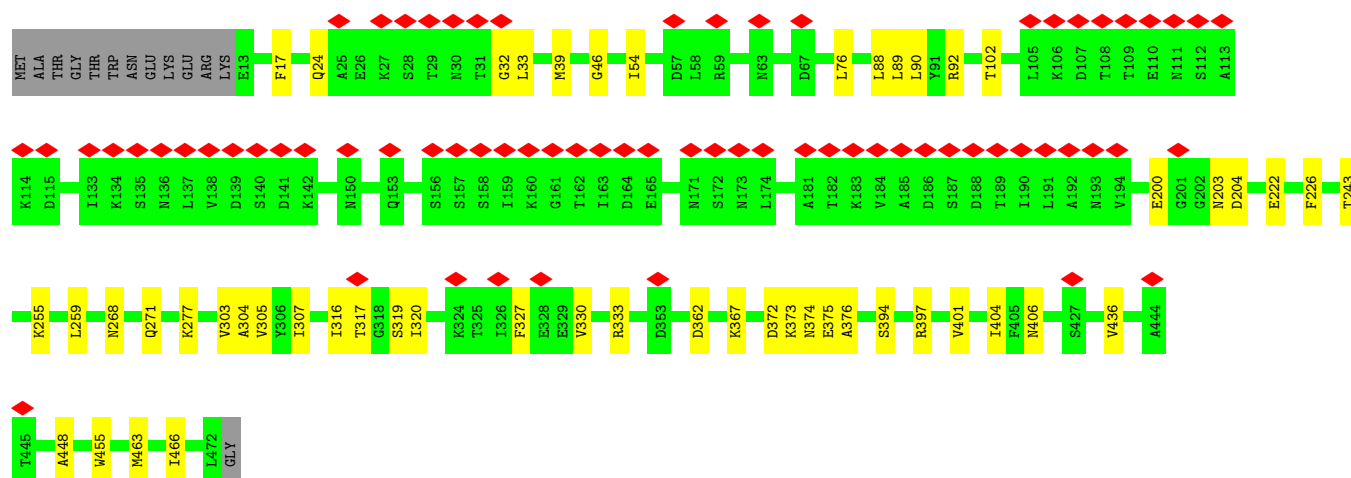 MET ALA THR GLY THR TRP ASN GLU LYS GLU ARG LYS E13 F17 Q24 A25 E26 K27 S28 T29 N30 T31 G32 L33 M39 G46 I54 D57 L58 R59 N63 D67 L76 L88 L89 L90 Y91 R92 T102 L105 K106 D107 T108 T109 E110 N111 S112 A113
K114 D115 I133 K134 S135 N136 L137 V138 D139 S140 D141 K142 N150 Q153 S156 S157 S158 I159 K160 G161 T162 I163 D164 E165 N171 S172 N173 L174 A181 T182 K183 V184 A185 D186 S187 D188 T189 I190 L191 A192 N193 V194 E200 G201 G202 N203 D204 E222 F226 T243
K255 L259 N268 Q271 K277 V303 A304 V305 Y306 I307 I316 T317 G318 S319 I320 K324 T325 I326 F327 E328 E329 V330 R333 D353 D362 K367 D372 K373 N374 E375 A376 S394 R397 V401 I404 F405 N406 S427 V436 A444
T445 A448 W455 M463 I466 L472 GLY